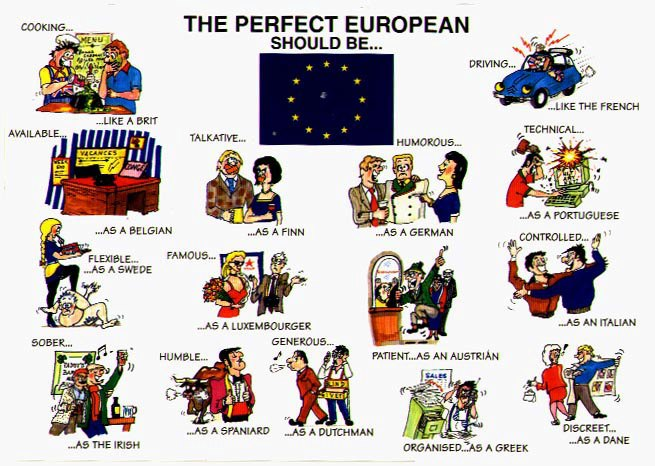 THE PERFECT EUROPEAN
SHOULD BE...
COOKING...
MENU
...LIKE A BRIT
DRIVING...
...LIKE THE FRENCH
AVAILABLE...
VACANCES
...AS A BELGIAN
TALKATIVE...
...AS A FINN
HUMOROUS...
...AS A GERMAN
TECHNICAL...
...AS A PORTUGUESE
FLEXIBLE...
...AS A SWEDE
FAMOUS...
...AS A LUXEMBOURGER
PATIENT...AS AN AUSTRIAN
CONTROLLED...
...AS AN ITALIAN
SOBER...
...AS THE IRISH
HUMBLE...
...AS A SPANIARD
GENEROUS...
...AS A DUTCHMAN
SALES
ORGANISED...AS A GREEK
DISCREET...
...AS A DANE